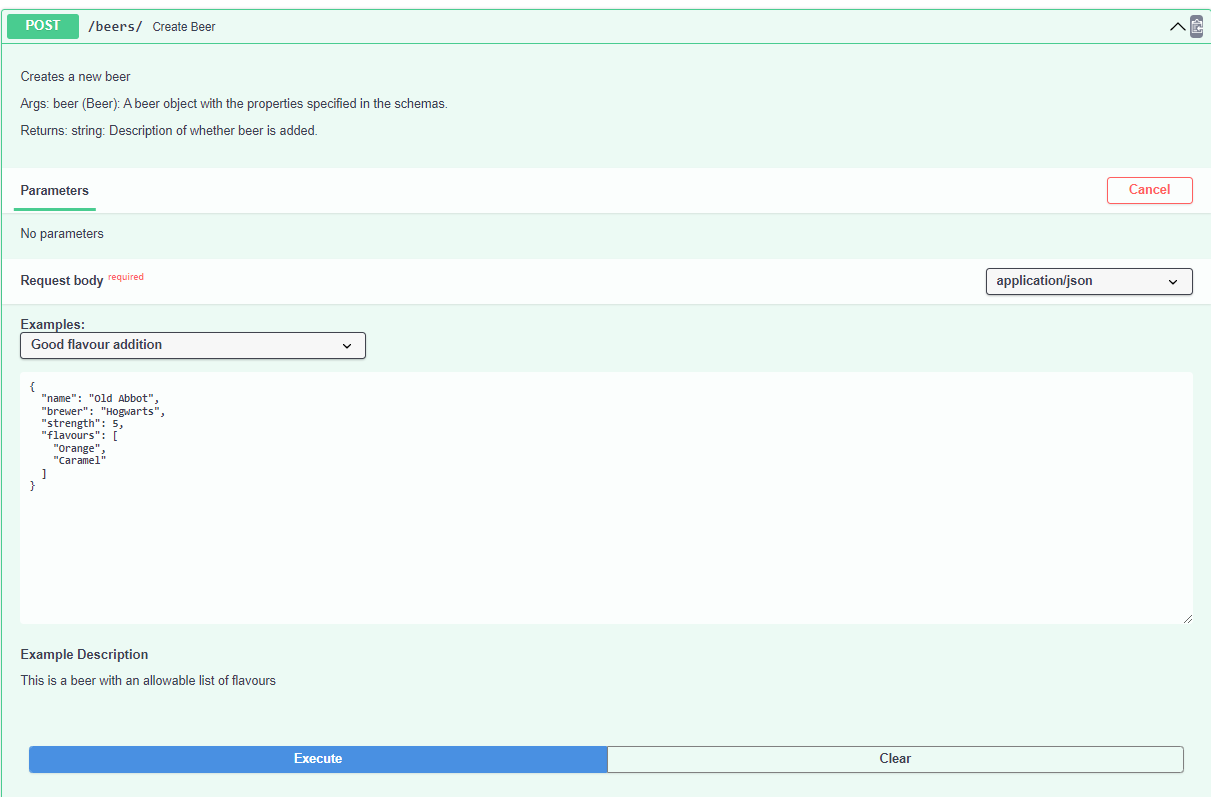 POST /beers/ Create Beer
Creates a new beer
Args: beer (Beer): A beer object with the properties specified in the schemas.
Returns: string: Description of whether beer is added.
Parameters
Cancel
No parameters
Request body required
application/json
Examples:
Good flavour addition
{
  "name": "Old Abbot",
  "brewer": "Hogwarts",
  "strength": 5,
  "flavours": [
    "Orange",
    "Caramel"
  ]
}
Example Description
This is a beer with an allowable list of flavours
Execute
Clear